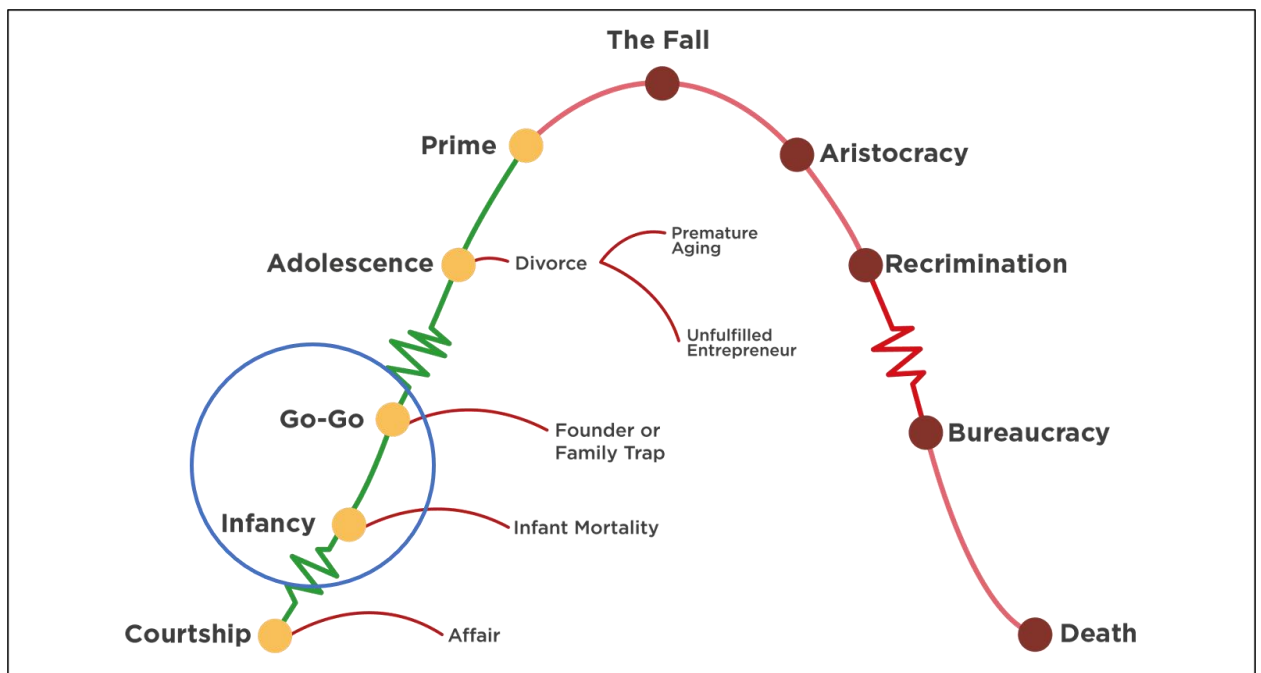 The Fall
Prime
Aristocracy
Premature
Aging
Adolescence
Divorce
Recrimination
Unfulfilled
Entrepreneur
Go-Go
Founder or
Family Trap
Bureaucracy
Infancy
Infant Mortality
Courtship
Affair
Death